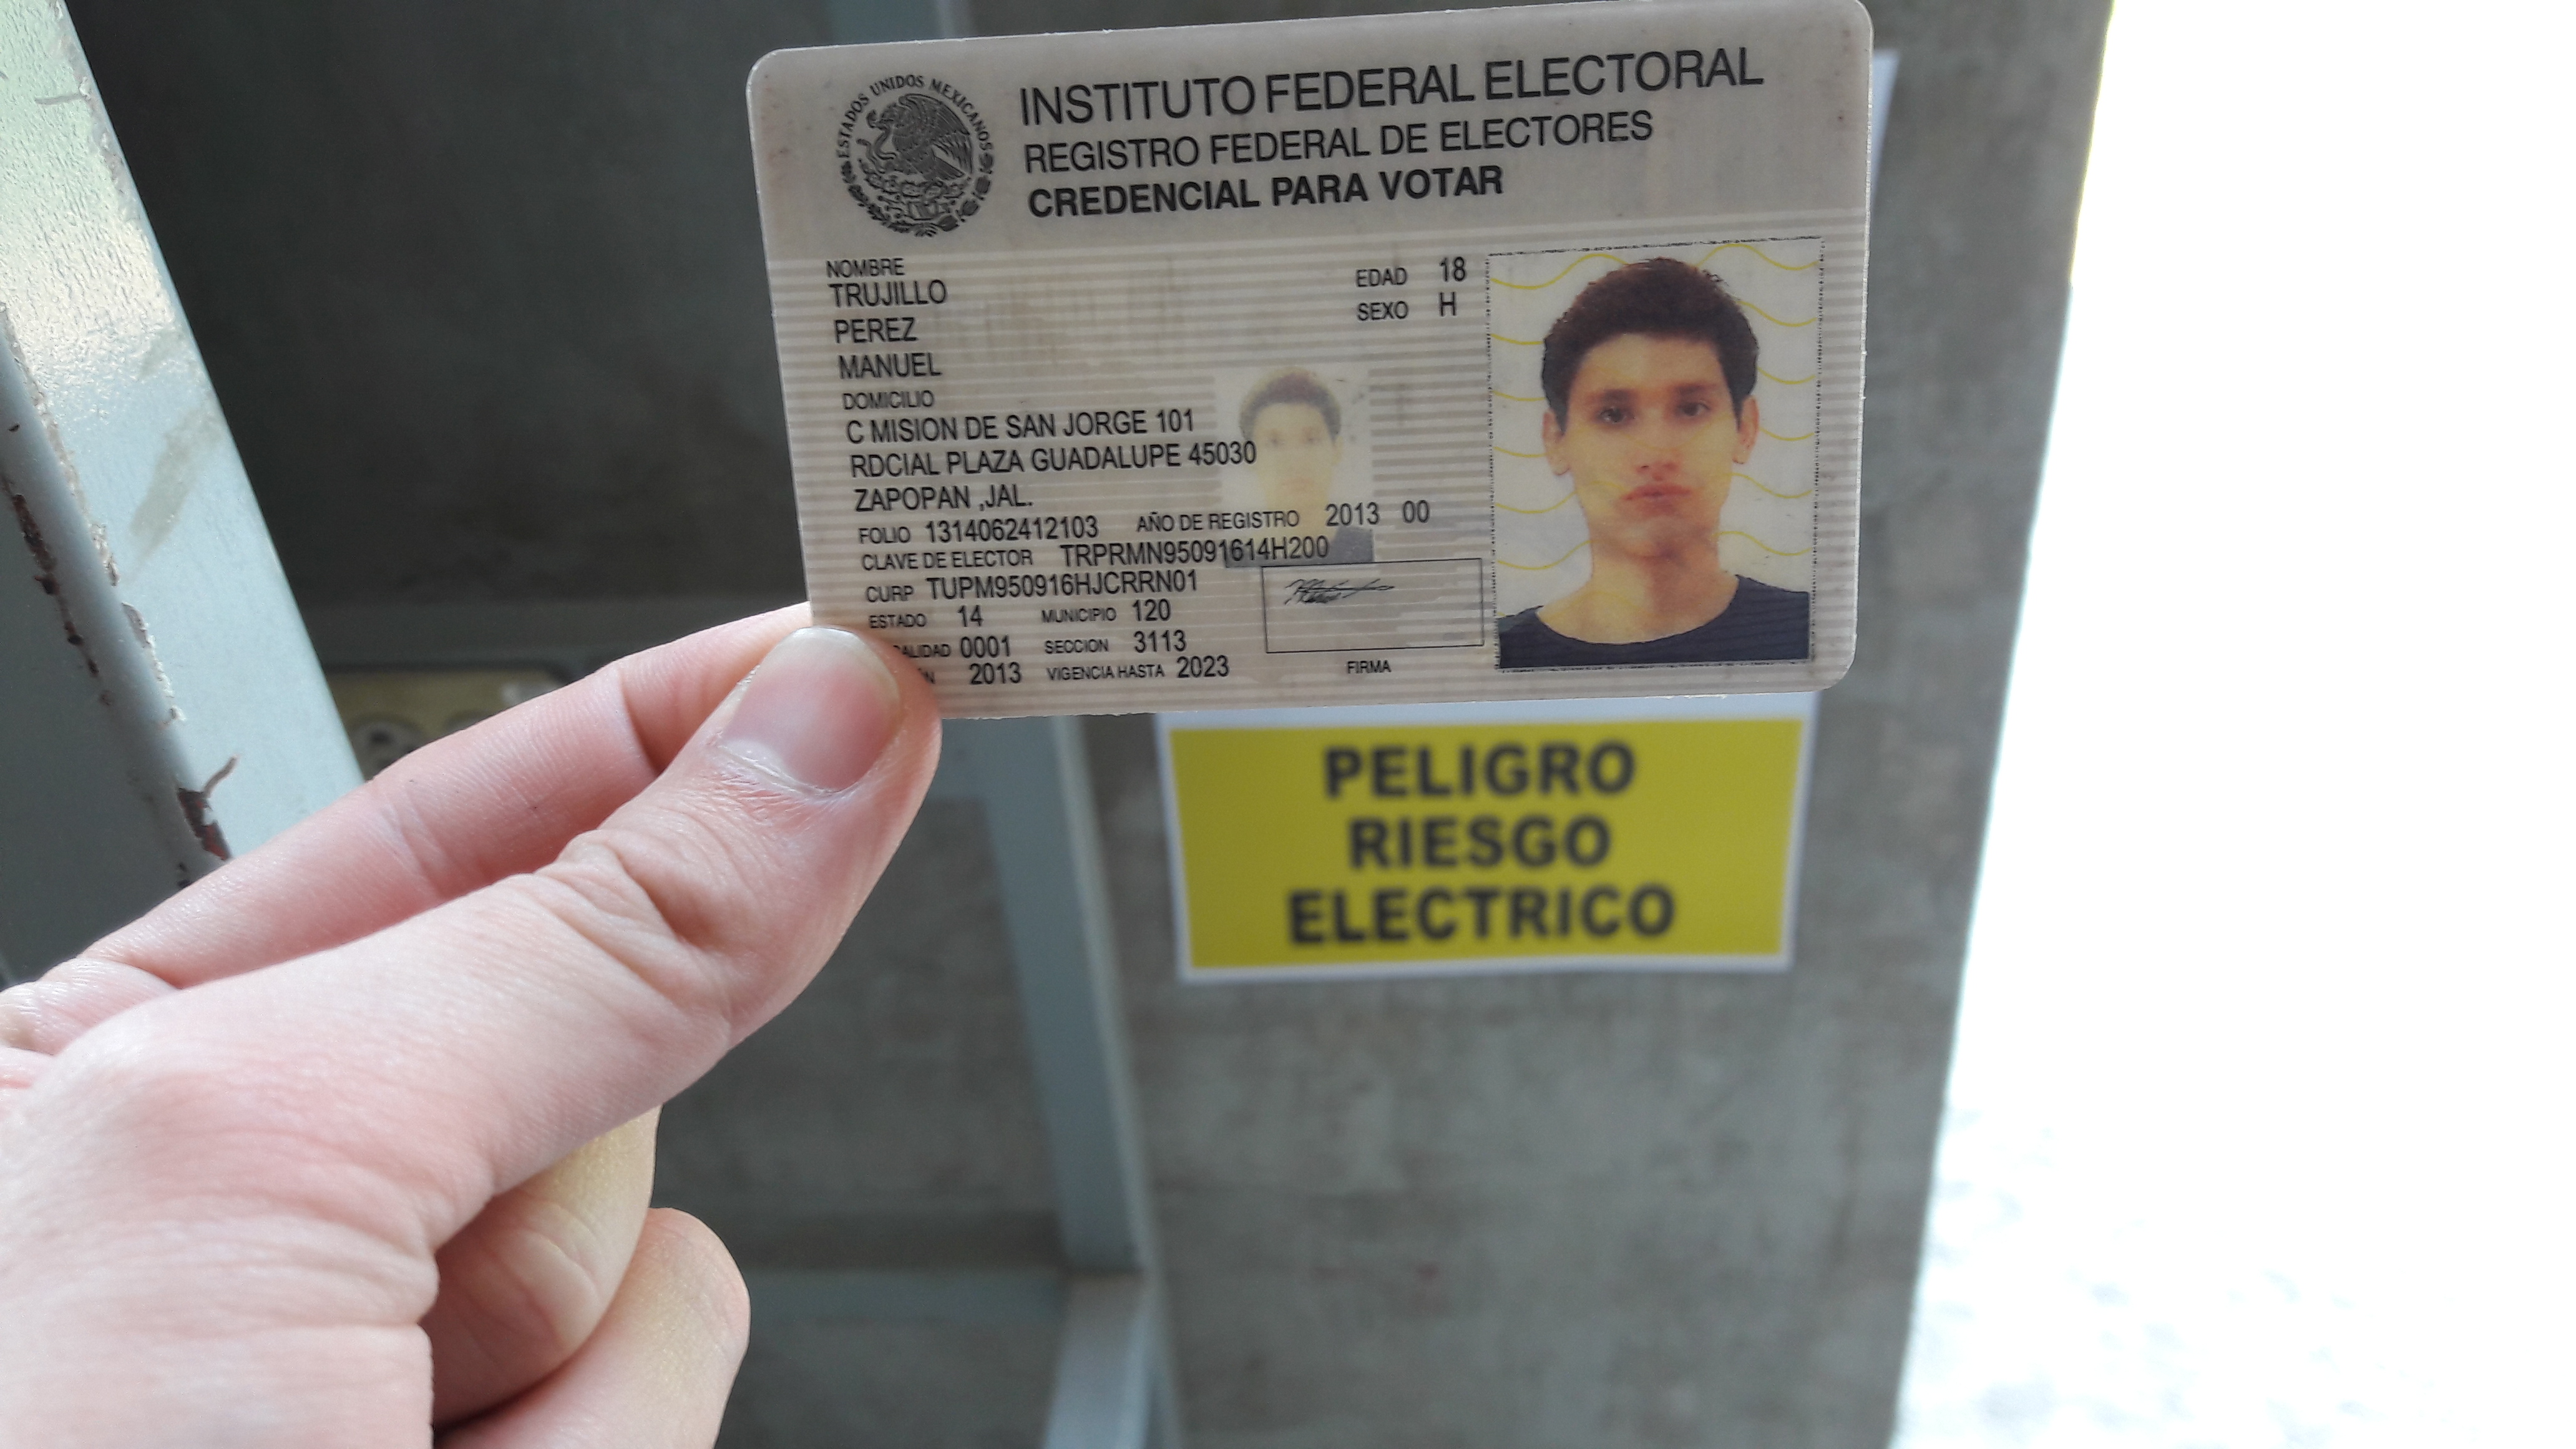 ESTADOS UNIDOS MEXICANOS
INSTITUTO FEDERAL ELECTORAL
REGISTRO FEDERAL DE ELECTORES
CREDENCIAL PARA VOTAR
NOMBRE
TRUJILLO
PEREZ
MANUEL
EDAD 18
SEXO H
DOMICILIO
C MISION DE SAN JORGE 101
RDCIAL PLAZA GUADALUPE 45030
ZAPOPAN ,JAL.
FOLIO 1314062412103 AÑO DE REGISTRO 2013 00
CLAVE DE ELECTOR TRPRMN95091614H200
CURP TUPM950916HJCRRN01
ESTADO 14 MUNICIPIO 120
ALIDAD 0001 SECCION 3113
N 2013 VIGENCIA HASTA 2023
FIRMA
PELIGRO
RIESGO
ELECTRICO